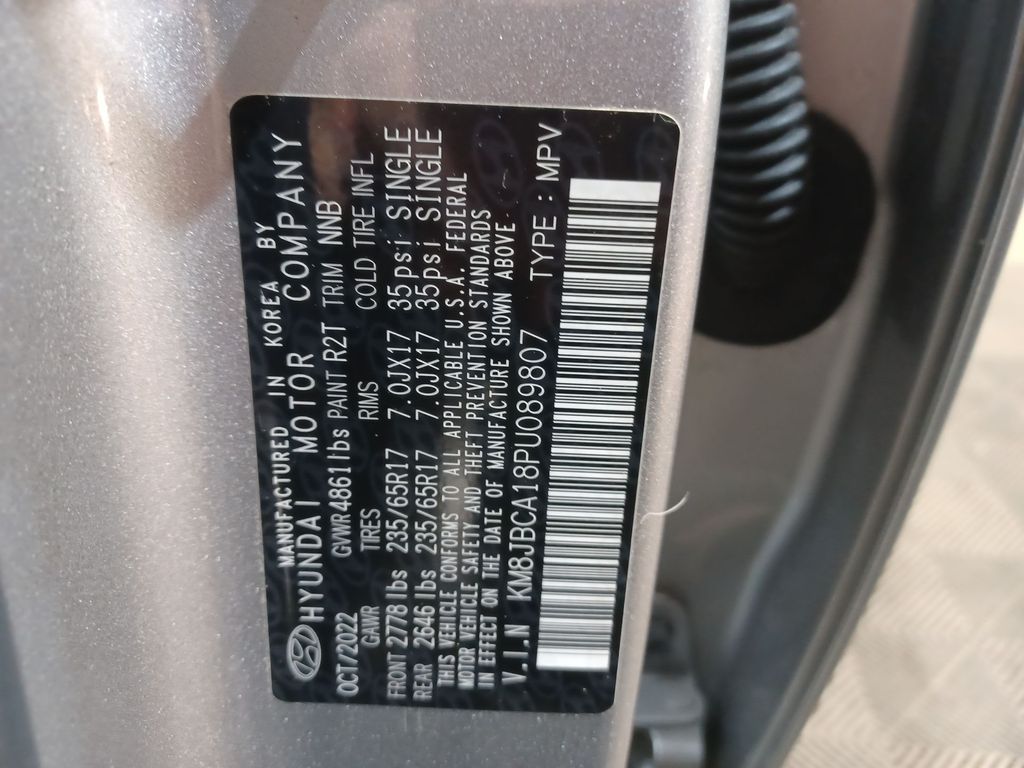 MANUFACTURED IN KOREA BY
HYUNDAI MOTOR COMPANY
OCT/2022 GVWR 4861 lbs PAINT R2T TRIM NNB
GAWR TIRES RMS COLD TIRE INFL
FRONT 2778 lbs 235/65R17 7.0JX17 35psi SINGLE
REAR 2646 lbs 235/65R17 7.0JX17 35psi SINGLE
THIS VEHICLE CONFORMS TO ALL APPLICABLE U.S.A. FEDERAL
MOTOR VEHICLE SAFETY AND THEFT PREVENTION STANDARDS
IN EFFECT ON THE DATE OF MANUFACTURE SHOWN ABOVE
V.I.N KM8JBCA18PU089807 TYPE : MPV